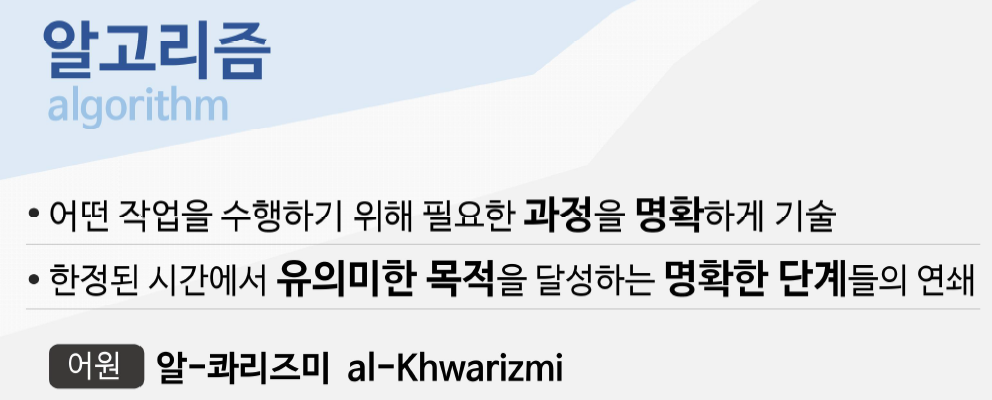 알고리즘
algorithm
• 어떤 작업을 수행하기 위해 필요한 과정을 명확하게 기술
• 한정된 시간에서 유의미한 목적을 달성하는 명확한 단계들의 연쇄
어원 알-콰리즈미 al-Khwarizmi